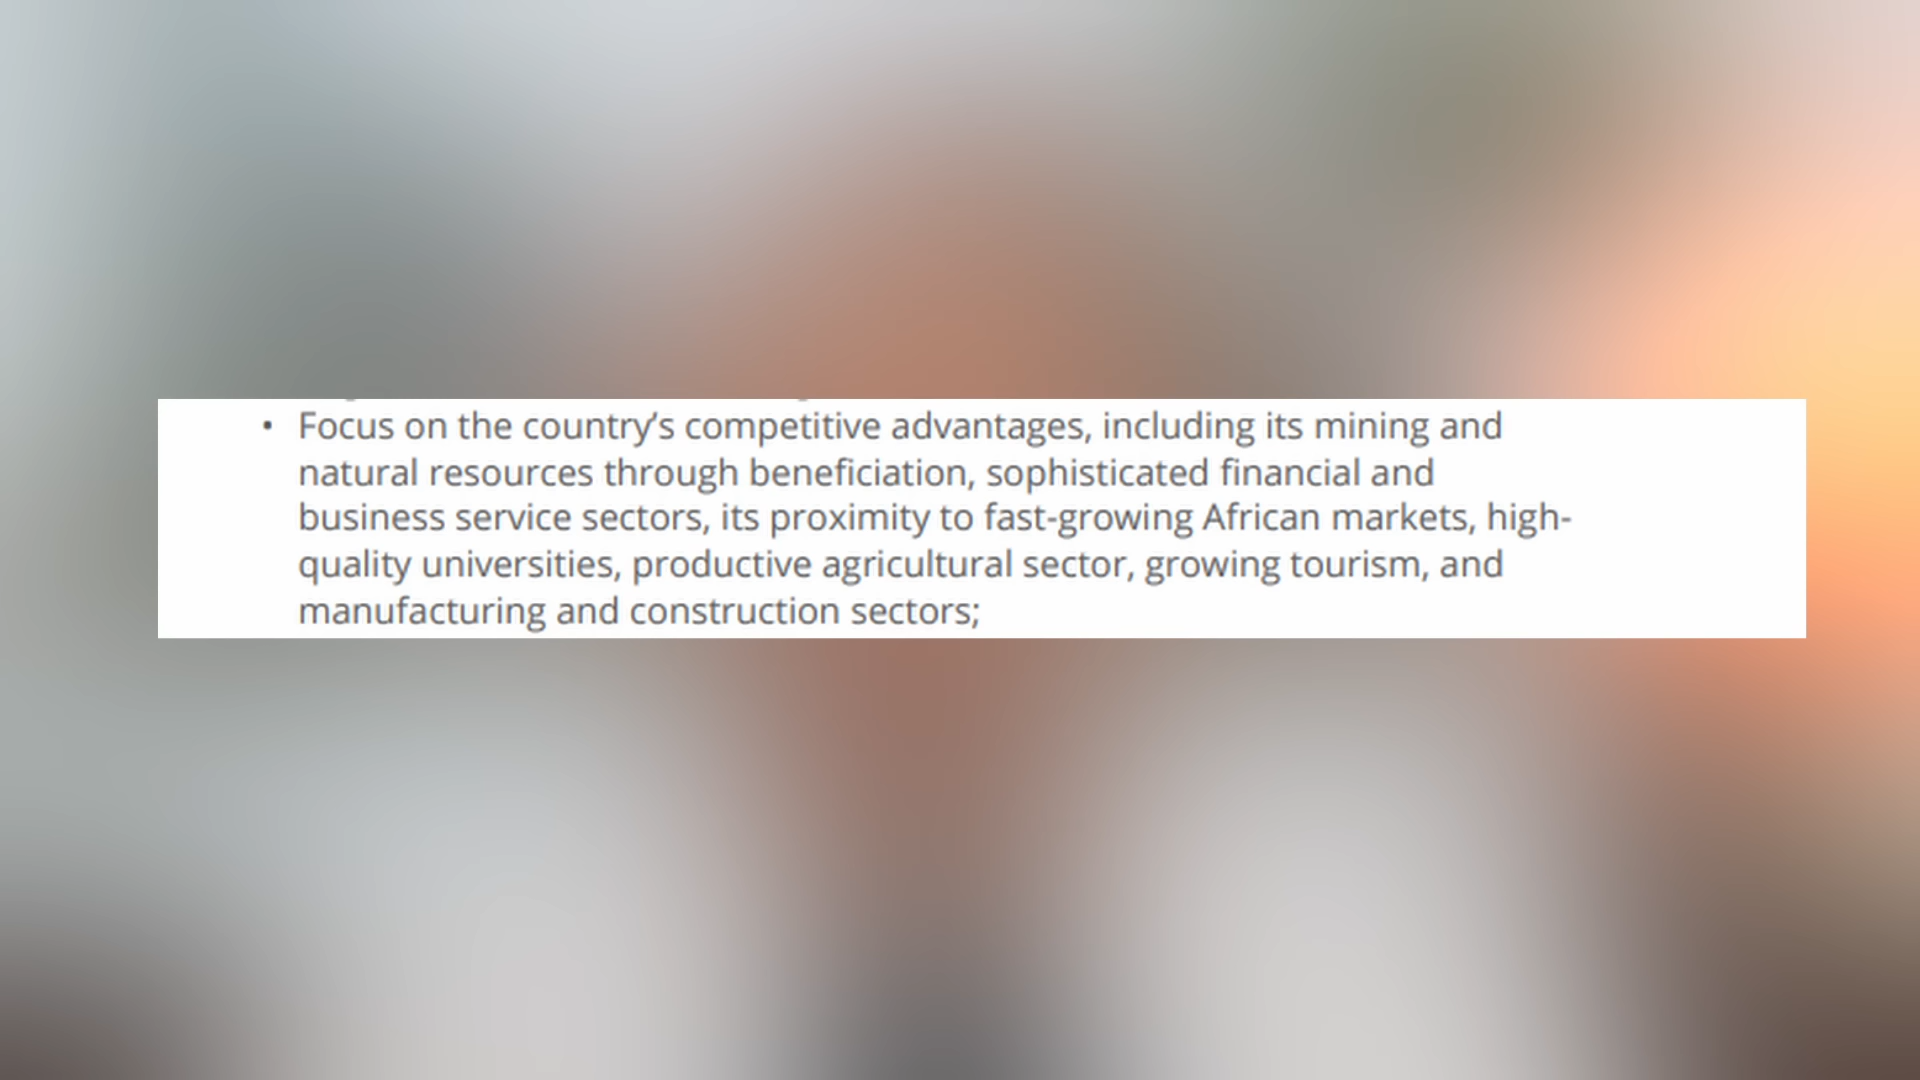 • Focus on the country’s competitive advantages, including its mining and
natural resources through beneficiation, sophisticated financial and
business service sectors, its proximity to fast-growing African markets, high-
quality universities, productive agricultural sector, growing tourism, and
manufacturing and construction sectors;